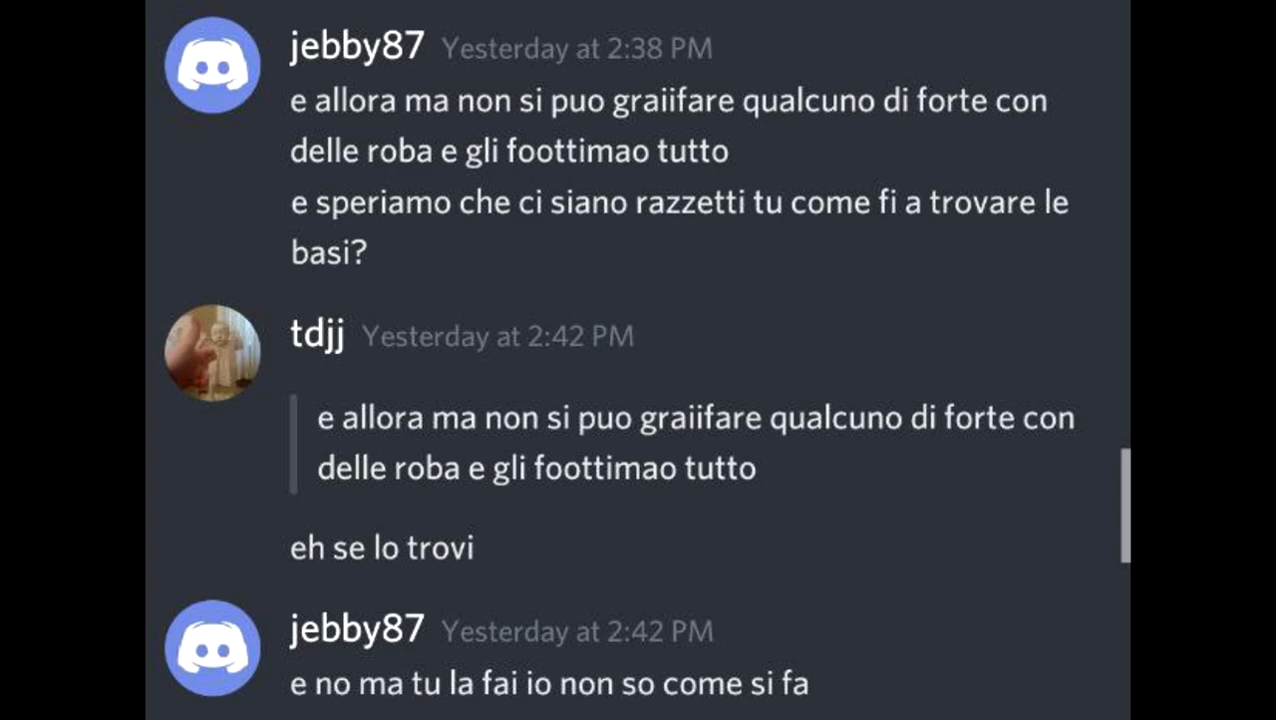 jebby87 Yesterday at 2:38 PM
e allora ma non si puo graiifare qualcuno di forte con
delle roba e gli foottimao tutto
e speriamo che ci siano razzetti tu come fi a trovare le
basi?
tdjj Yesterday at 2:42 PM
e allora ma non si puo graiifare qualcuno di forte con
delle roba e gli foottimao tutto
eh se lo trovi
jebby87 Yesterday at 2:42 PM
e no ma tu la fai io non so come si fa